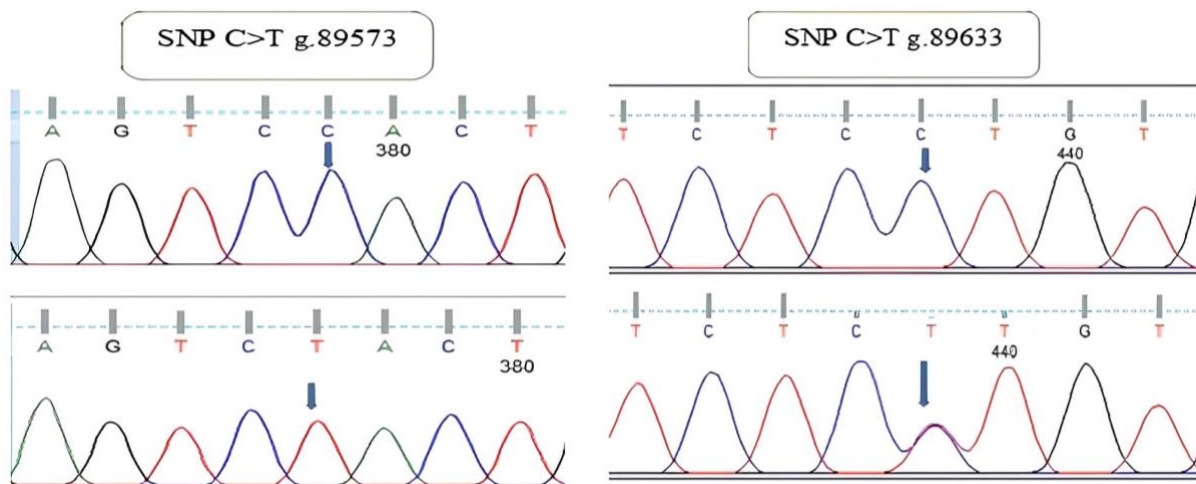 SNP C>T g.89573
A G T C C A C T
380
A G T C T A C T
380
SNP C>T g.89633
T C T C C T G T
440
T C T C T T G T
440